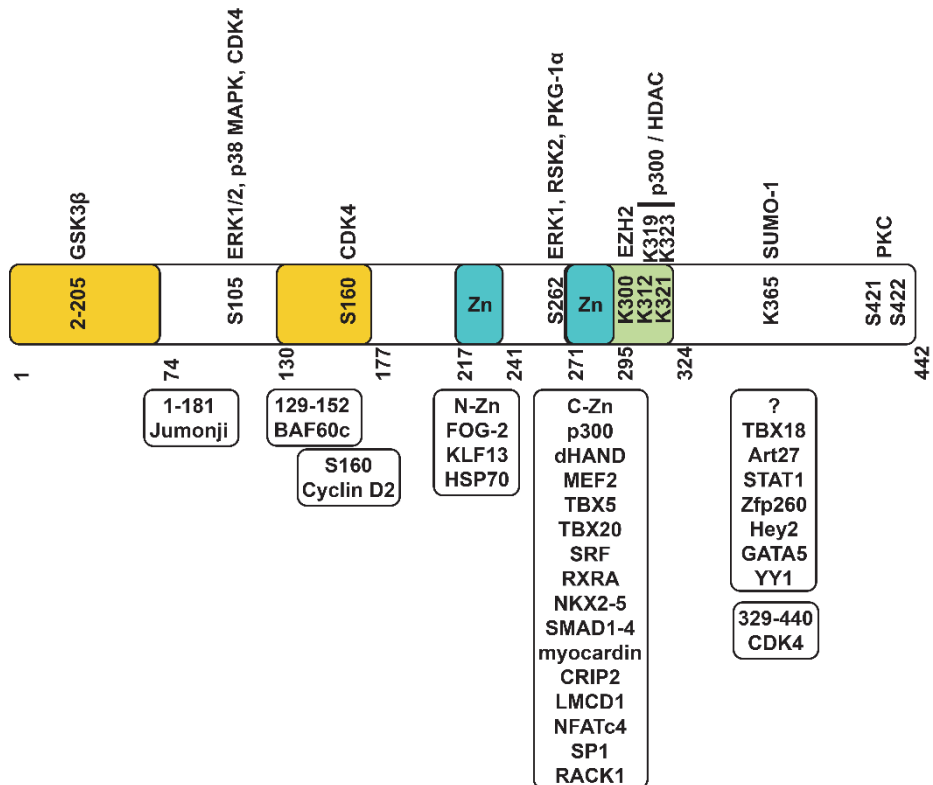 GSK3β
ERK1/2, p38 MAPK, CDK4
CDK4
ERK1, RSK2, PKG-1α
EZH2
K319
K323
p300 / HDAC
SUMO-1
PKC
2-205
S105
S160
Zn
S262
Zn
K300
K312
K321
K365
S421
S422
1
74
130
177
217
241
271
295
324
442
1-181
Jumonji
129-152
BAF60c
S160
Cyclin D2
N-Zn
FOG-2
KLF13
HSP70
C-Zn
p300
dHAND
MEF2
TBX5
TBX20
SRF
RXRA
NKX2-5
SMAD1-4
myocardin
CRIP2
LMCD1
NFATc4
SP1
RACK1
?
TBX18
Art27
STAT1
Zfp260
Hey2
GATA5
YY1
329-440
CDK4